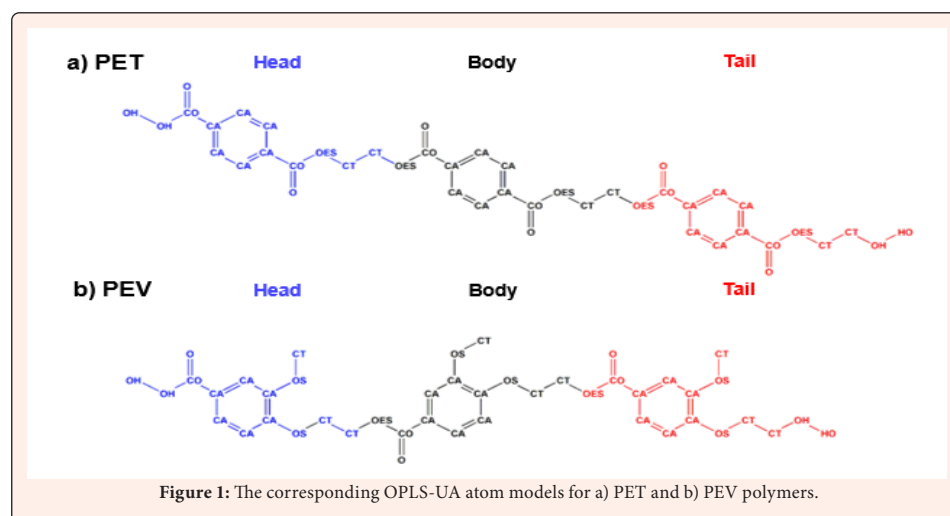 a) PET Head Body Tail
O
OH CO CA CA
OH CA CA
O
CA CA OES CT CO CA CA
CA CO CT OES CA CA O
O CA CA OES CT CO CA CA
CA CO CT OES CA CA
O CA CA OES CT HO
CA CO CT OH
O
b) PEV Head Body Tail
CT
O CT OS O CT
OH CO CA CA OS CA OS CT CO CA CA OS
OH CA CA CA CA CT OES CA CA
CA CA CT OES CA CA CA CA CT OH
CA OS CT CO CA CA OS CT HO
O
Figure 1: The corresponding OPLS-UA atom models for a) PET and b) PEV polymers.